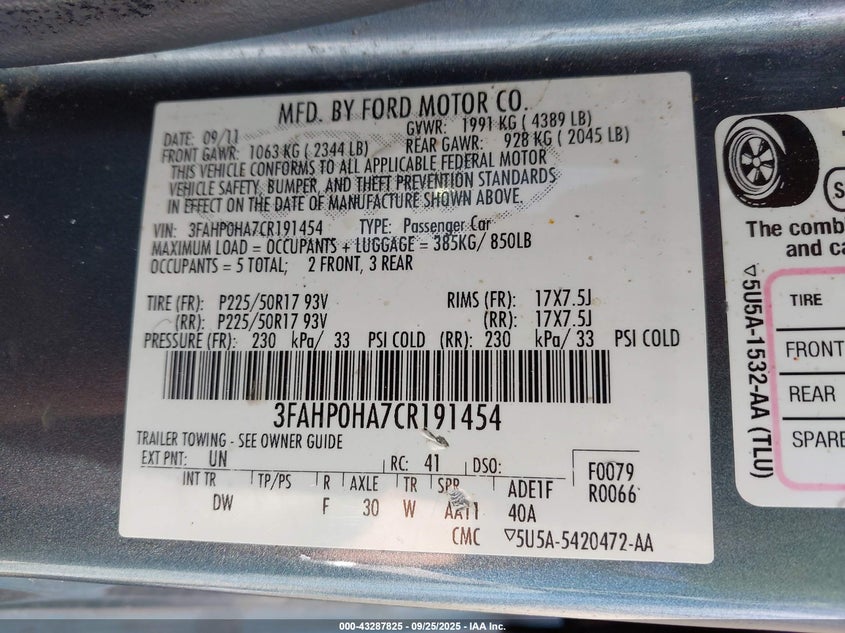 MFD. BY FORD MOTOR CO.
DATE: 09/11 GVWR: 1991 KG ( 4389 LB)
FRONT GAWR: 1063 KG ( 2344 LB) REAR GAWR: 928 KG ( 2045 LB)
THIS VEHICLE CONFORMS TO ALL APPLICABLE FEDERAL MOTOR
VEHICLE SAFETY, BUMPER, AND THEFT PREVENTION STANDARDS
IN EFFECT ON THE DATE OF MANUFACTURE SHOWN ABOVE.
VIN: 3FAHP0HA7CR191454 TYPE: Passenger Car
MAXIMUM LOAD = OCCUPANTS + LUGGAGE = 385KG/ 850LB
OCCUPANTS = 5 TOTAL; 2 FRONT, 3 REAR
TIRE (FR): P225/50R17 93V RIMS (FR): 17X7.5J
(RR): P225/50R17 93V (RR): 17X7.5J
PRESSURE (FR): 230 kPa/ 33 PSI COLD (RR): 230 kPa/ 33 PSI COLD
3FAHP0HA7CR191454
TRAILER TOWING - SEE OWNER GUIDE
EXT PNT: UN RC: 41 DSO: F0079
INT TR TP/PS R AXLE TR SPR ADE1F R0066
DW F 30 W AA11 40A
CMC ▽5U5A-5420472-AA
The comb
and ca
▽5U5A-1532-AA (TLU)
TIRE
FRONT
REAR
SPARE
000-43287825 - 09/25/2025 - IAA Inc.